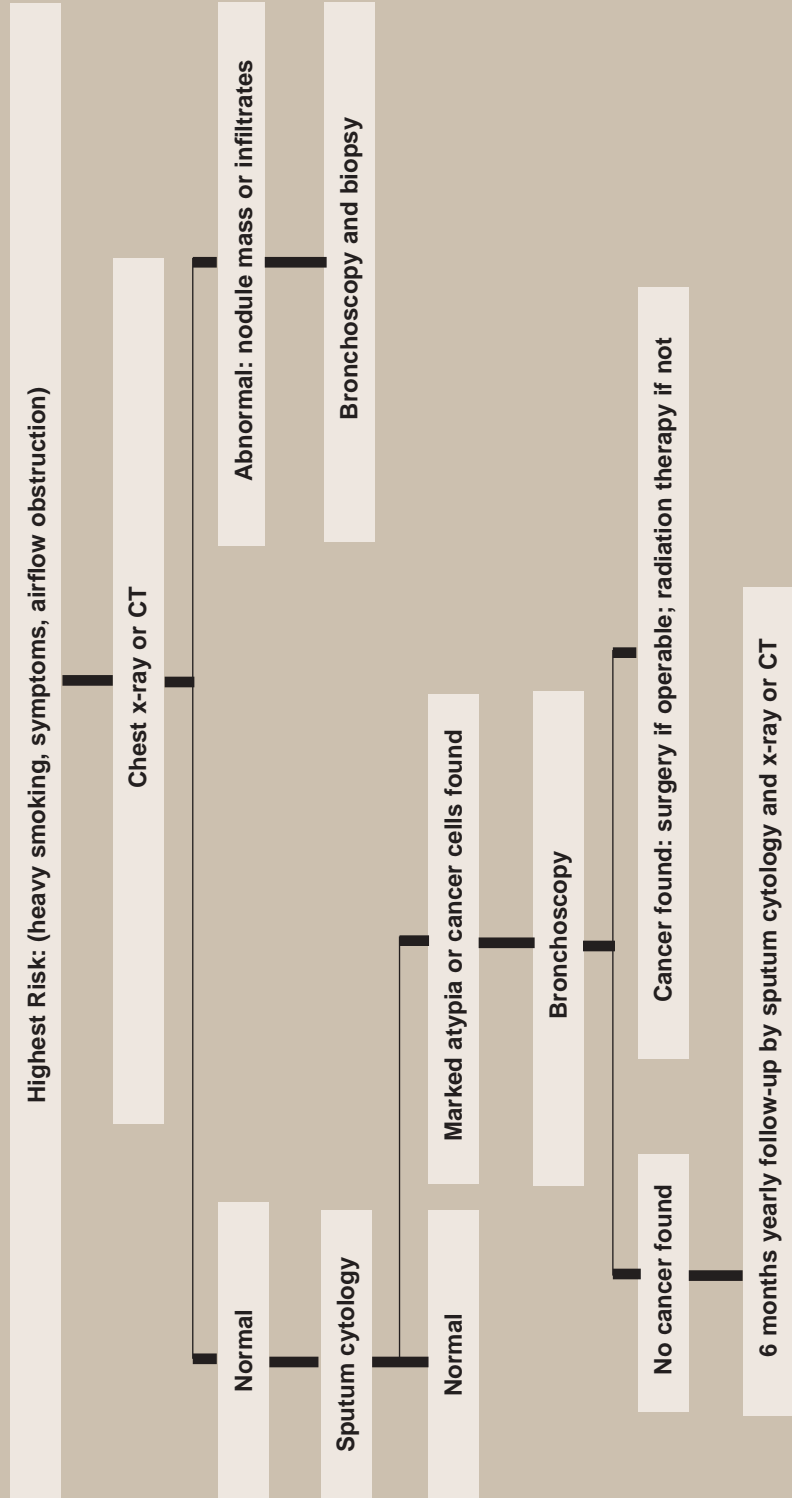 Highest Risk: (heavy smoking, symptoms, airflow obstruction)
Chest x-ray or CT
Normal
Abnormal: nodule mass or infiltrates
Sputum cytology
Bronchoscopy and biopsy
Normal
Marked atypia or cancer cells found
Bronchoscopy
No cancer found
Cancer found: surgery if operable; radiation therapy if not
6 months yearly follow-up by sputum cytology and x-ray or CT